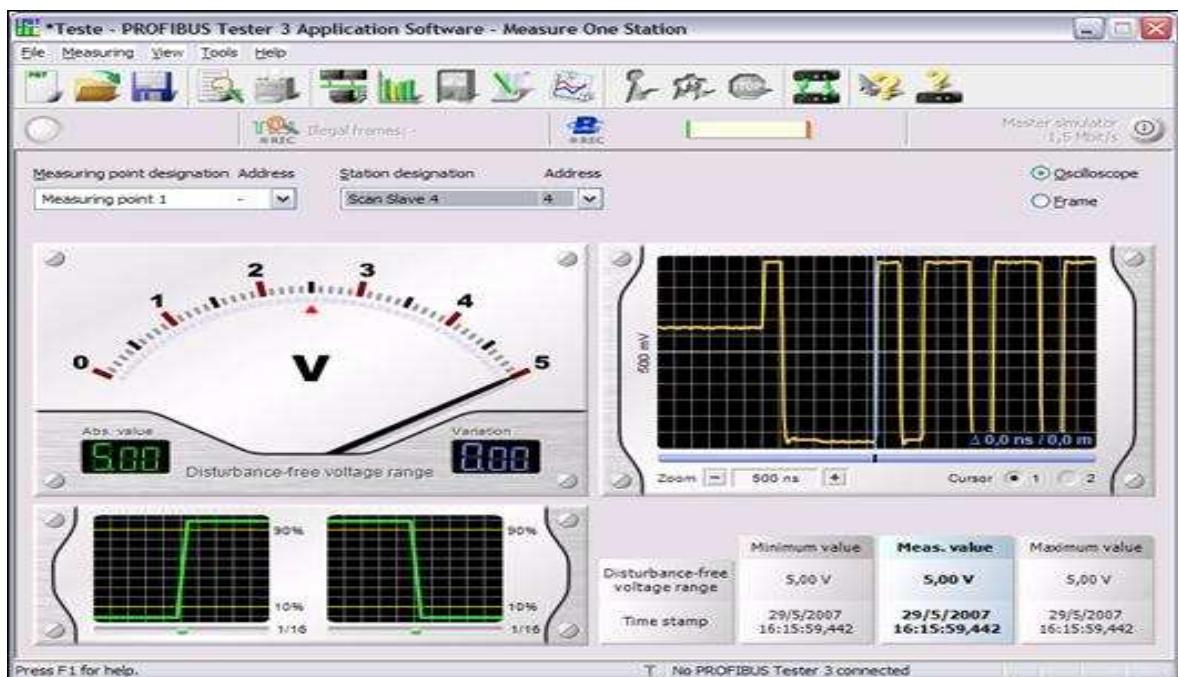 *Teste - PROFIBUS Tester 3 Application Software - Measure One Station
File Measuring View Tools Help
Illegal frames: -
REC
REC
Master simulator
1,5 Mbit/s
Measuring point designation Address
Station designation Address
Oscilloscope
Measuring point 1 -
Scan Slave 4 4
Frame
0 1 2 3 4 5
V
500 mV
Abs. value
Variation
5.00
0.00
Disturbance-free voltage range
Δ 0,0 ns / 0,0 m
Zoom 500 ns
Cursor 1 2
90%
10%
1/16
90%
10%
1/16
Minimum value Meas. value Maximum value
Disturbance-free voltage range 5,00 V 5,00 V 5,00 V
Time stamp 29/5/2007 16:15:59,442 29/5/2007 16:15:59,442 29/5/2007 16:15:59,442
Press F1 for help.
No PROFIBUS Tester 3 connected